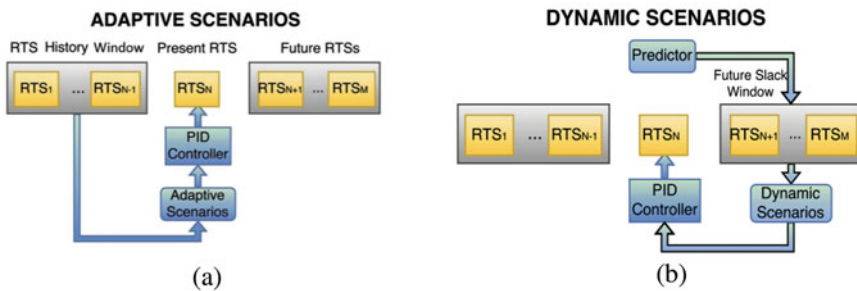 ADAPTIVE SCENARIOS
RTS History Window Present RTS Future RTSs
RTS1 ... RTSN-1 RTSN RTSN+1 ... RTSM
PID
Controller
Adaptive
Scenarios
(a)
DYNAMIC SCENARIOS
Predictor
Future Slack
Window
RTS1 ... RTSN-1 RTSN RTSN+1 ... RTSM
PID
Controller
Dynamic
Scenarios
(b)